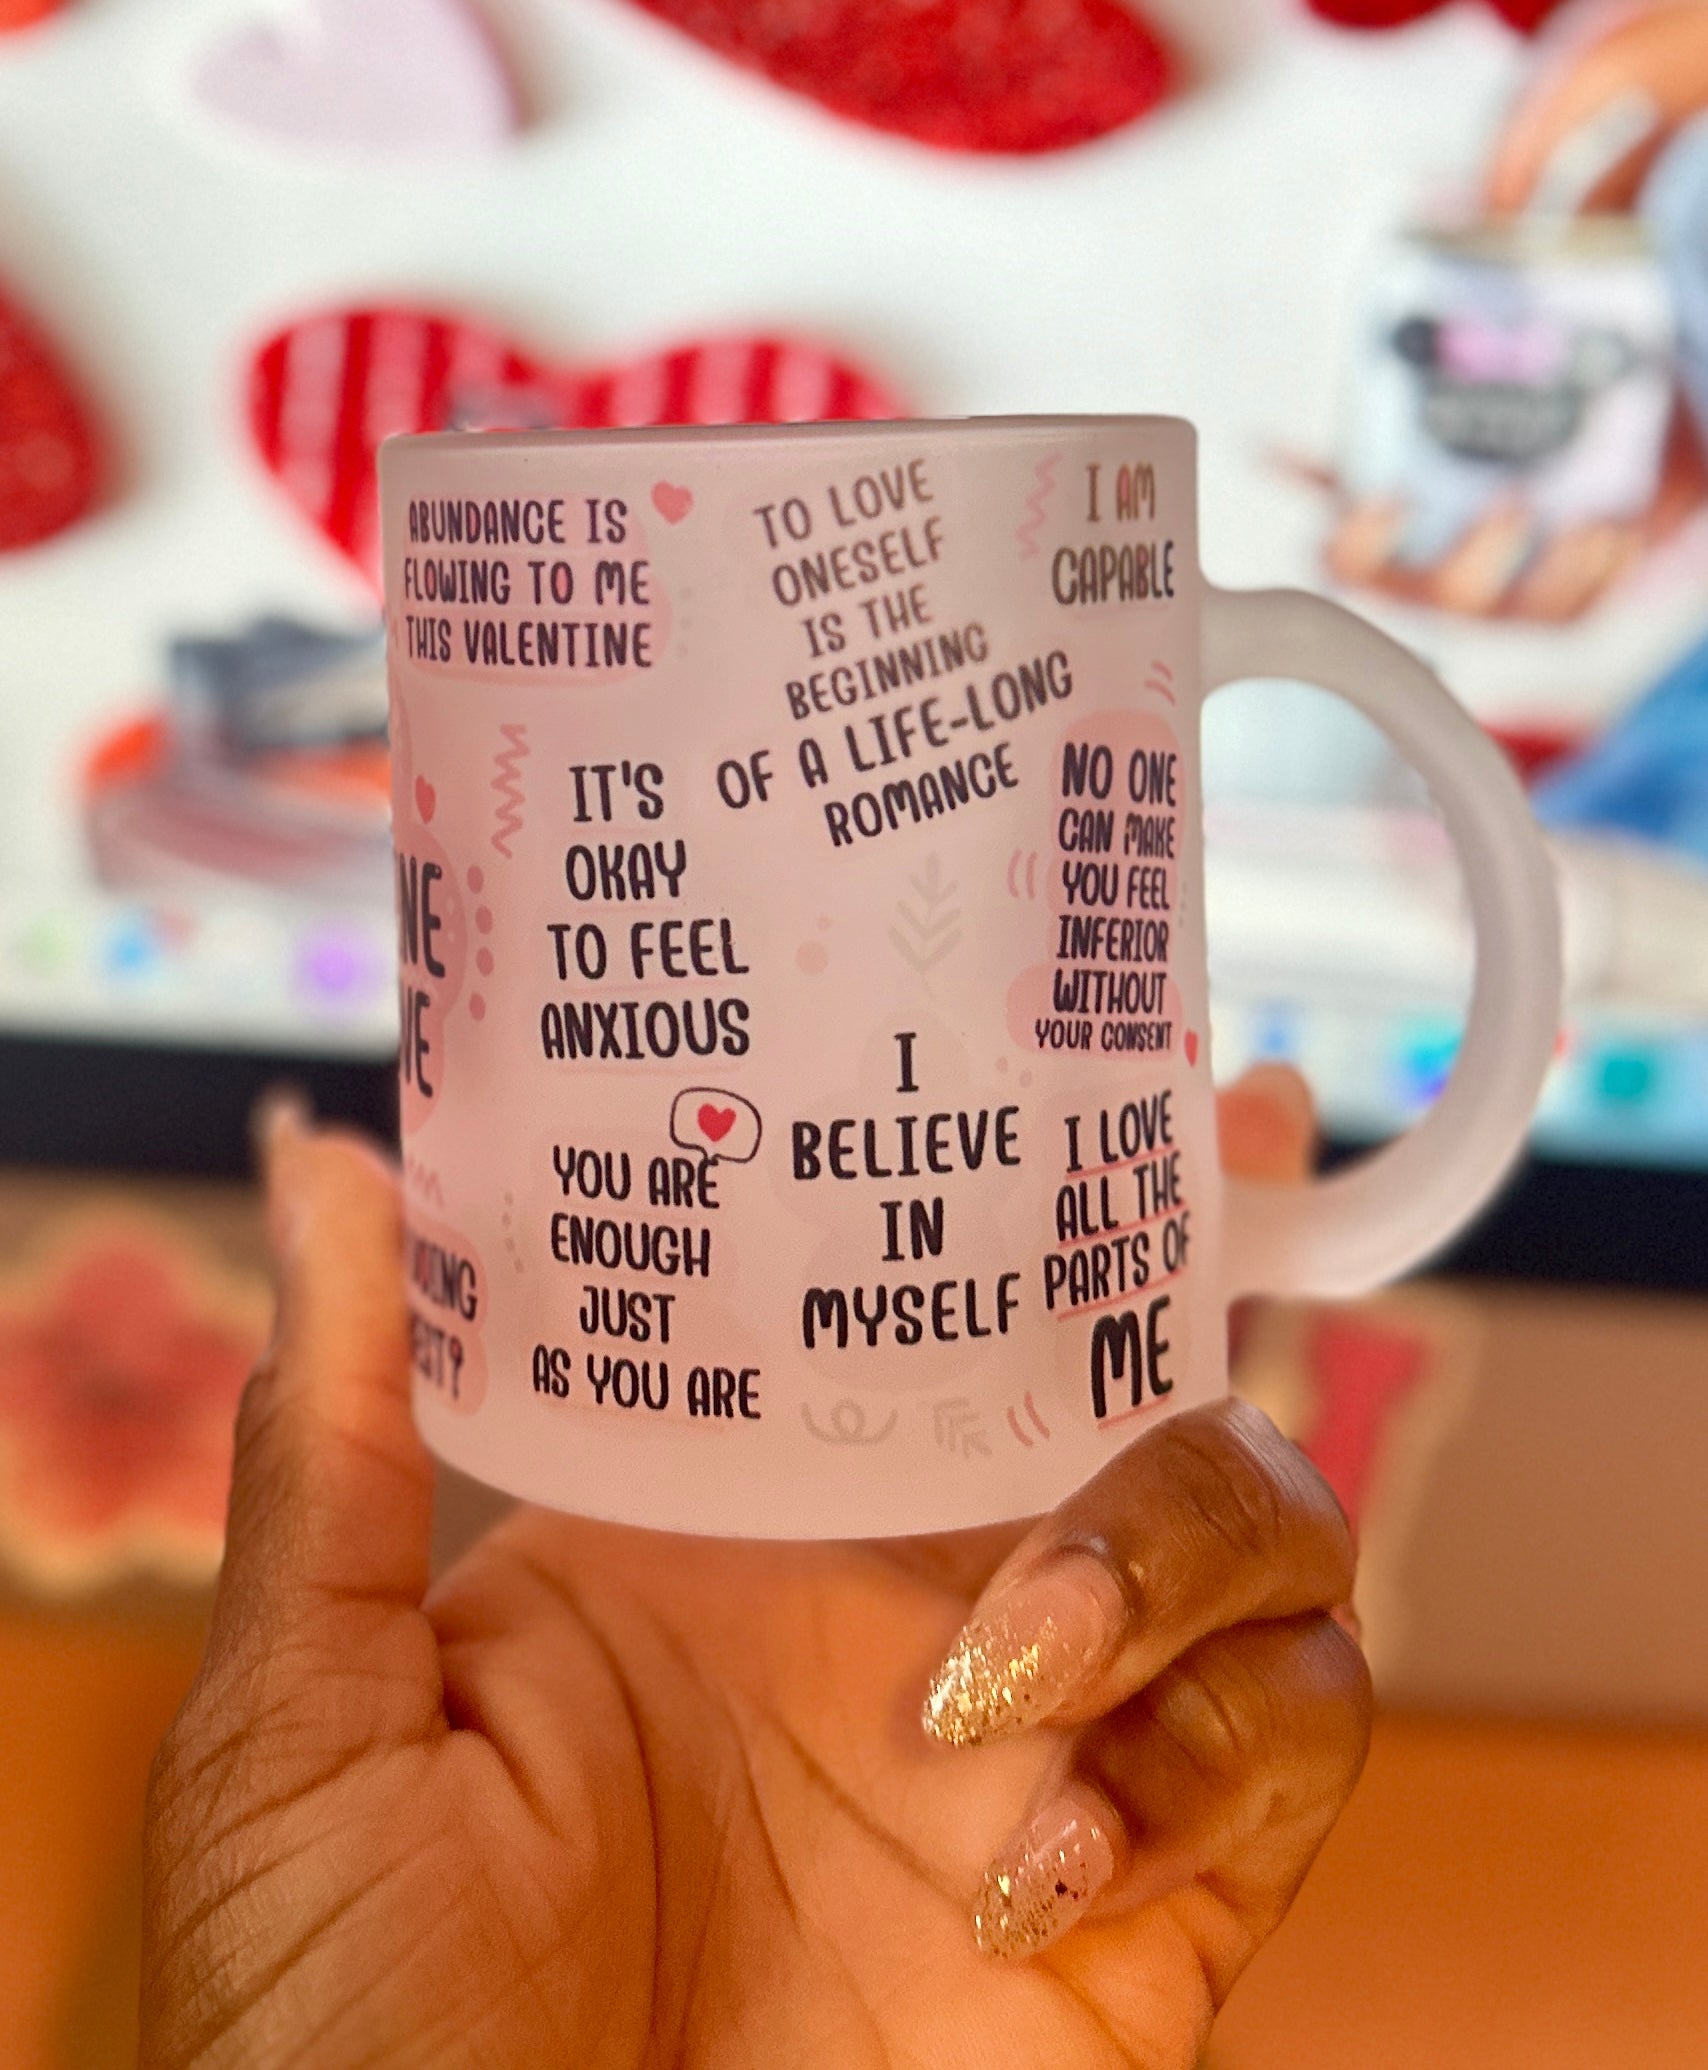 ABUNDANCE IS
FLOWING TO ME
THIS VALENTINE
TO LOVE
ONESELF
IS THE
BEGINNING
OF A LIFE-LONG
ROMANCE
I AM
CAPABLE
IT'S
OKAY
TO FEEL
ANXIOUS
NO ONE
CAN MAKE
YOU FEEL
INFERIOR
WITHOUT
YOUR CONSENT
YOU ARE
ENOUGH
JUST
AS YOU ARE
I
BELIEVE
IN
MYSELF
I LOVE
ALL THE
PARTS OF
ME